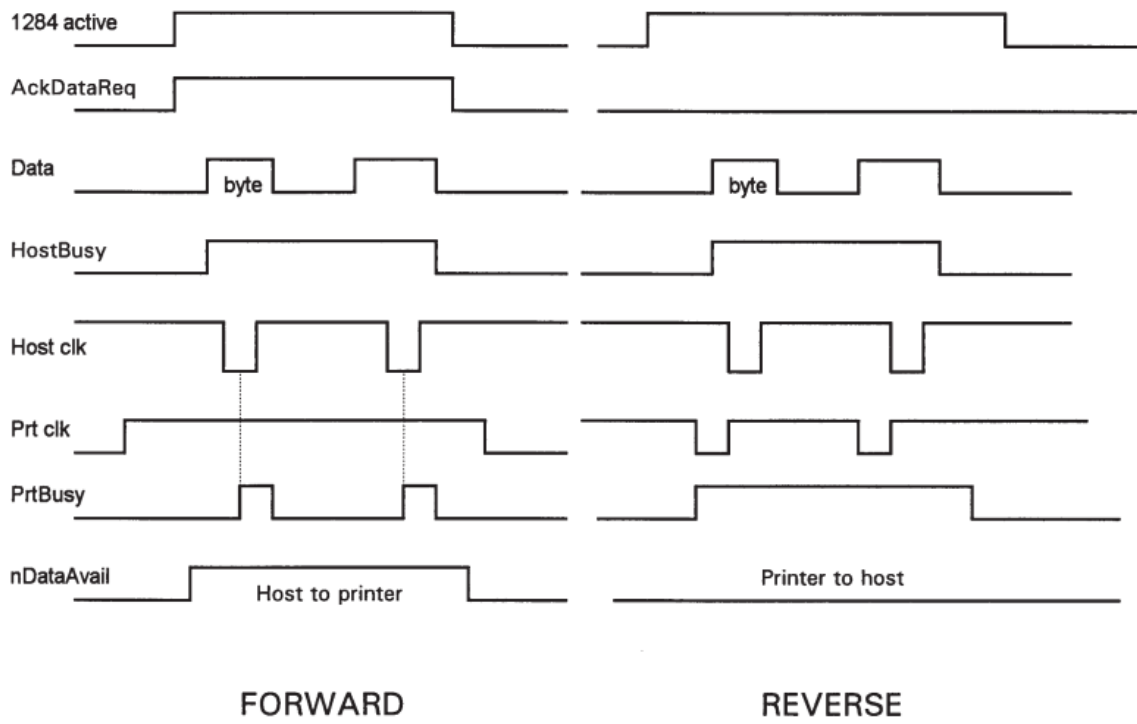 1284 active
AckDataReq
Data
byte
byte
HostBusy
Host clk
Prt clk
PrtBusy
nDataAvail
Host to printer
Printer to host
FORWARD
REVERSE